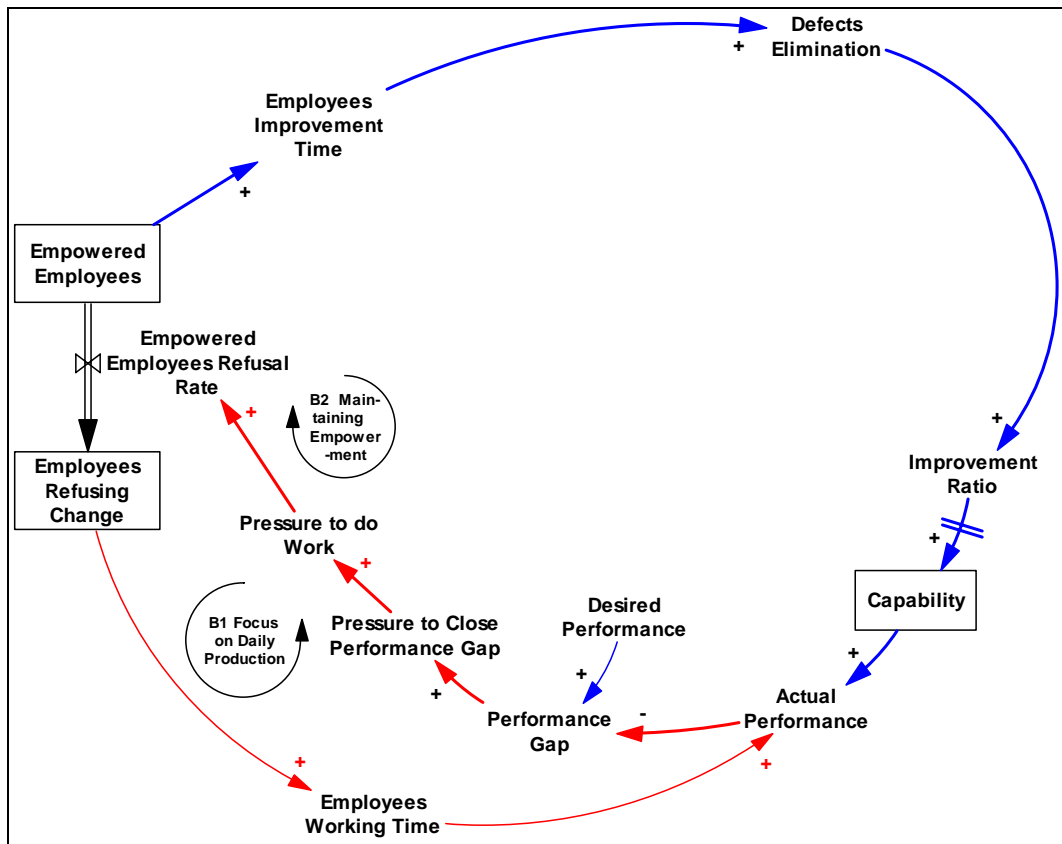 Defects
Elimination
+
Employees
Improvement
Time
+
Empowered
Employees
Empowered
Employees Refusal
Rate
+
B2 Main-
taining
Empower
-ment
+
Improvement
Ratio
Employees
Refusing
Change
Pressure to do
Work
+
+
Capability
B1 Focus
on Daily
Production
Pressure to Close
Performance Gap
+
Desired
Performance
+
+
Performance
Gap
-
Actual
Performance
+
+
Employees
Working Time